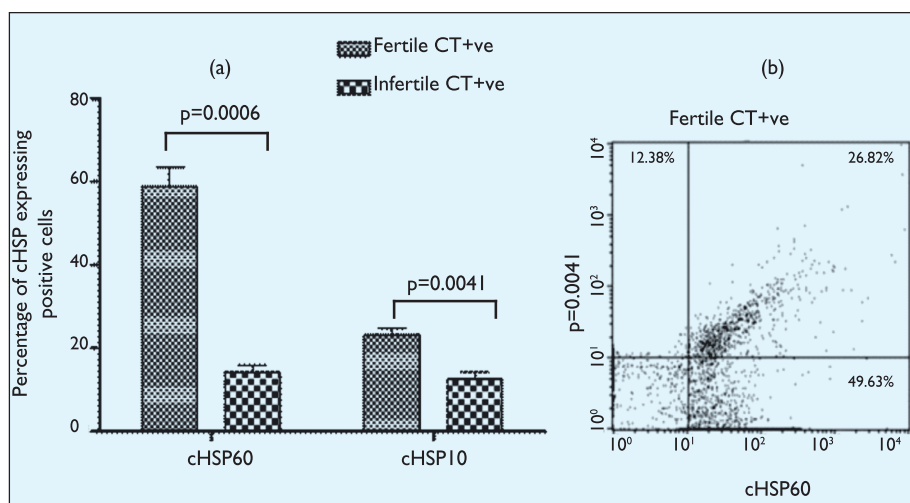 Fertile CT+ve
Infertile CT+ve
(a)
Percentage of cHSP expressing
positive cells
80
60
40
20
0
p=0.0006
p=0.0041
cHSP60
cHSP10
(b)
Fertile CT+ve
12.38%
26.82%
49.63%
p=0.0041
10⁴
10³
10²
10¹
10⁰
10⁰
10¹
10²
10³
10⁴
cHSP60